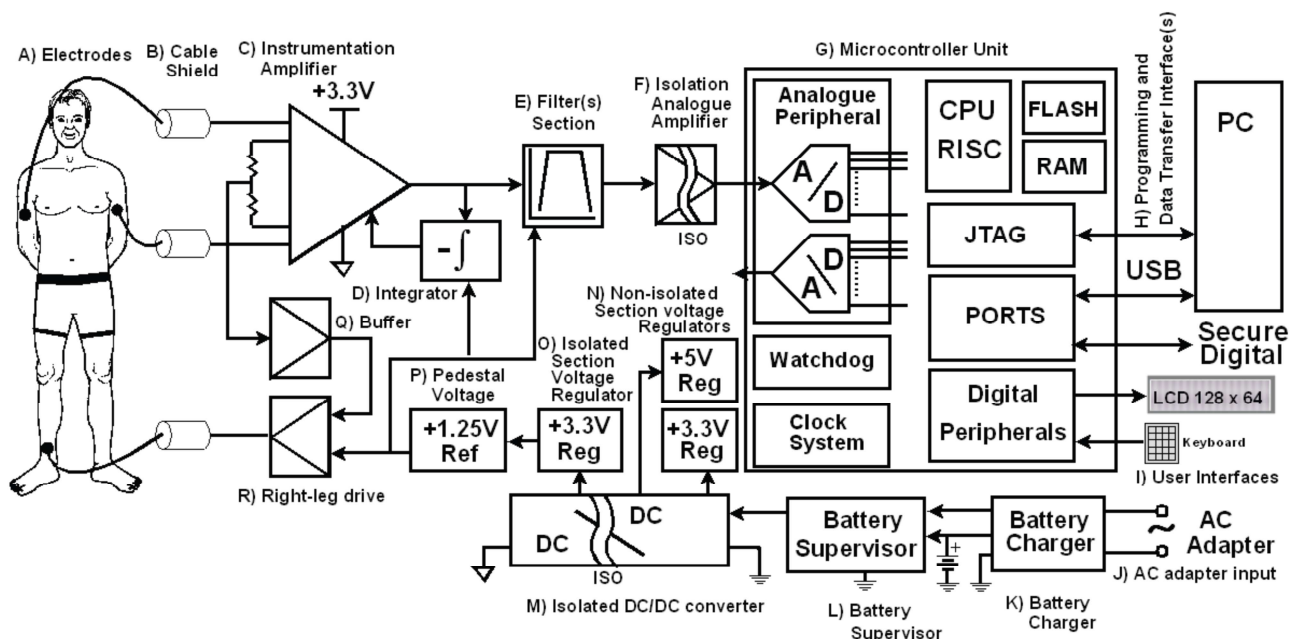 A) Electrodes
B) Cable
Shield
C) Instrumentation
Amplifier
+3.3V
E) Filter(s)
Section
F) Isolation
Analogue
Amplifier
ISO
G) Microcontroller Unit
Analogue
Peripheral
A/D
D/A
CPU
RISC
FLASH
RAM
JTAG
PORTS
Watchdog
Clock
System
Digital
Peripherals
H) Programming and
Data Transfer Interface(s)
PC
USB
Secure
Digital
LCD 128 x 64
Keyboard
I) User Interfaces
-∫
D) Integrator
Q) Buffer
N) Non-isolated
Section voltage
Regulators
+5V
Reg
+3.3V
Reg
O) Isolated
Section
Voltage
Regulator
+3.3V
Reg
P) Pedestal
Voltage
+1.25V
Ref
R) Right-leg drive
DC
DC
ISO
M) Isolated DC/DC converter
Battery
Supervisor
L) Battery
Supervisor
+
Battery
Charger
K) Battery
Charger
~
AC
Adapter
J) AC adapter input